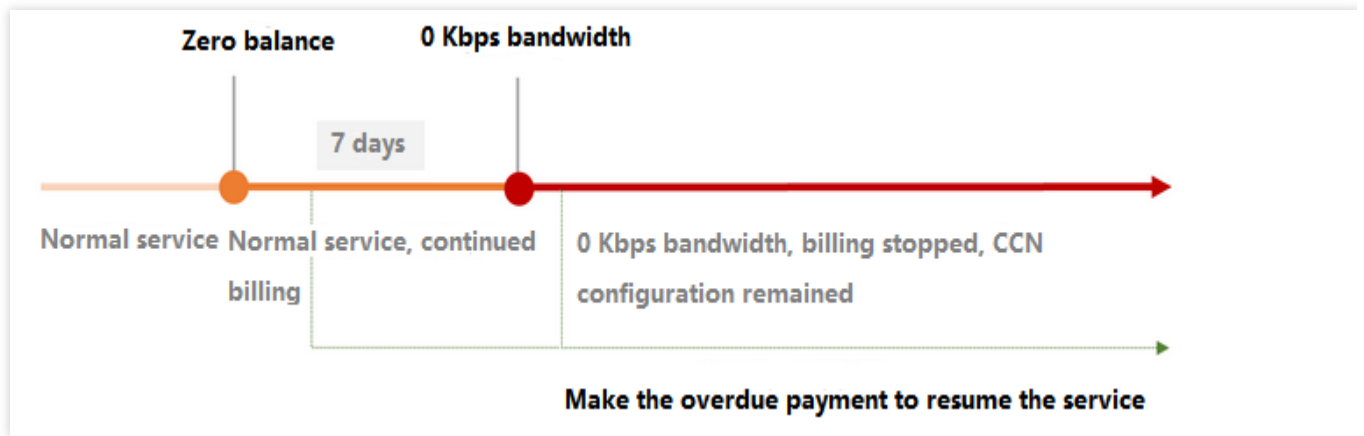 Zero balance
0 Kbps bandwidth
7 days
Normal service
Normal service, continued
billing
0 Kbps bandwidth, billing stopped, CCN
configuration remained
Make the overdue payment to resume the service